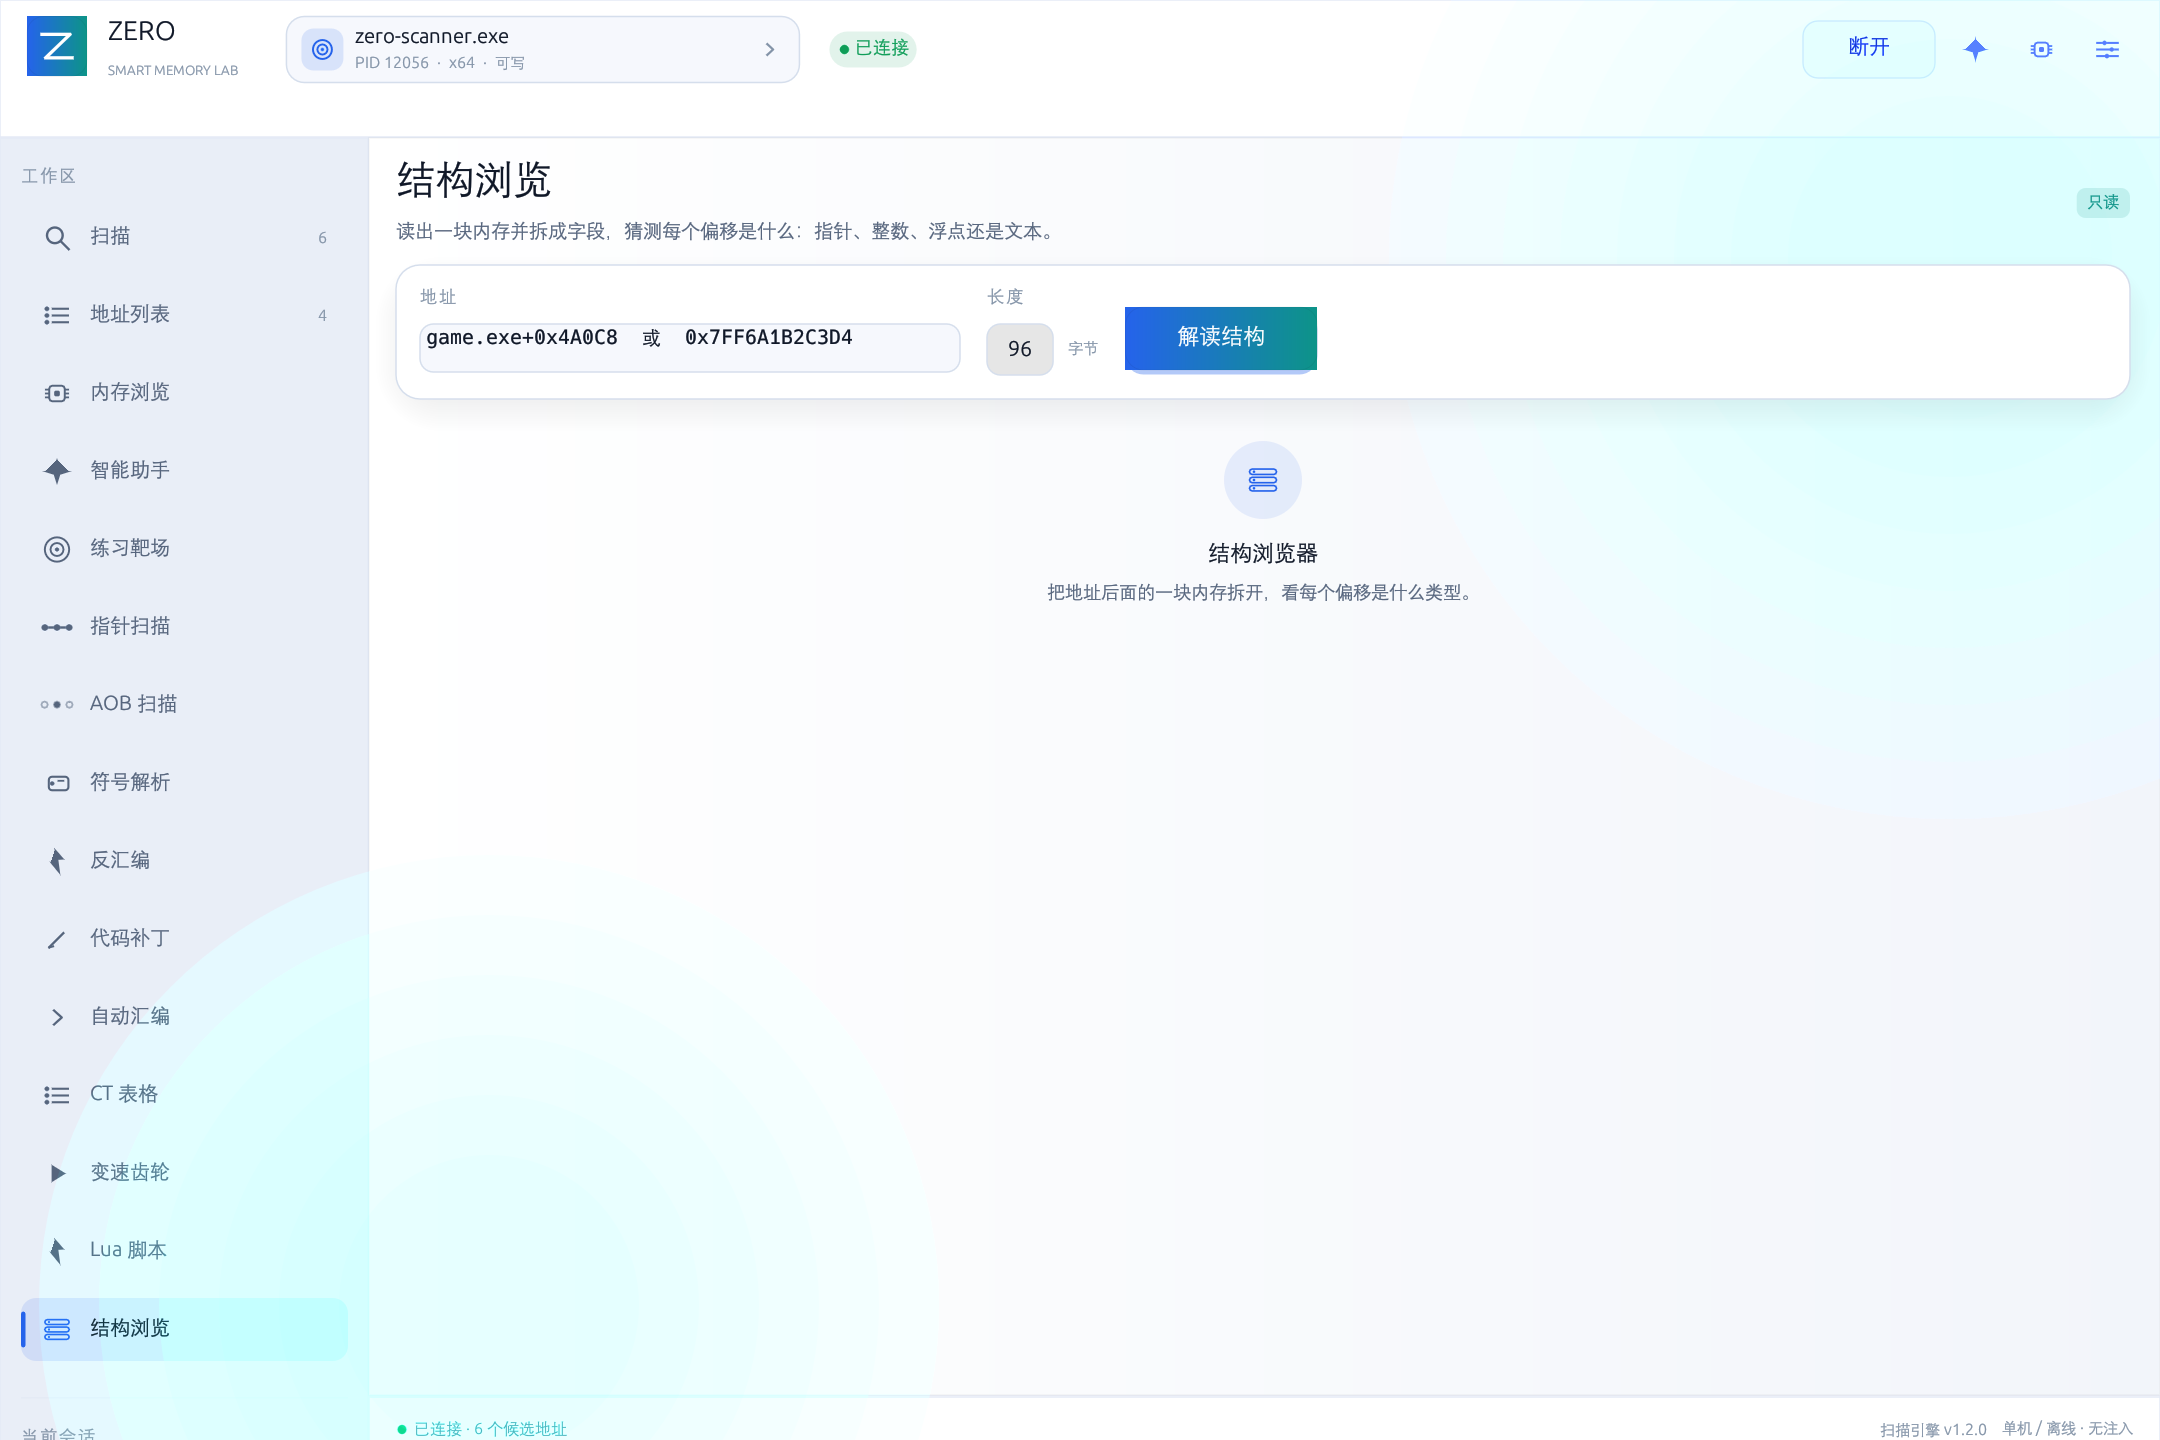 ZERO
SMART MEMORY LAB
zero-scanner.exe
PID 12056 · x64 · 可写
已连接
断开
工作区
扫描 6
地址列表 4
内存浏览
智能助手
练习靶场
指针扫描
AOB 扫描
符号解析
反汇编
代码补丁
自动汇编
CT 表格
变速齿轮
Lua 脚本
结构浏览
当前会话
结构浏览
只读
读出一块内存并拆成字段，猜测每个偏移是什么：指针、整数、浮点还是文本。
地址 长度
game.exe+0x4A0C8 或 0x7FF6A1B2C3D4 96 字节 解读结构
结构浏览器
把地址后面的一块内存拆开，看每个偏移是什么类型。
已连接 · 6 个候选地址
扫描引擎 v1.2.0 单机 / 离线 · 无注入